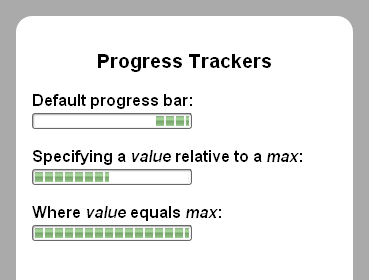 Progress Trackers
Default progress bar:
Specifying a value relative to a max:
Where value equals max: